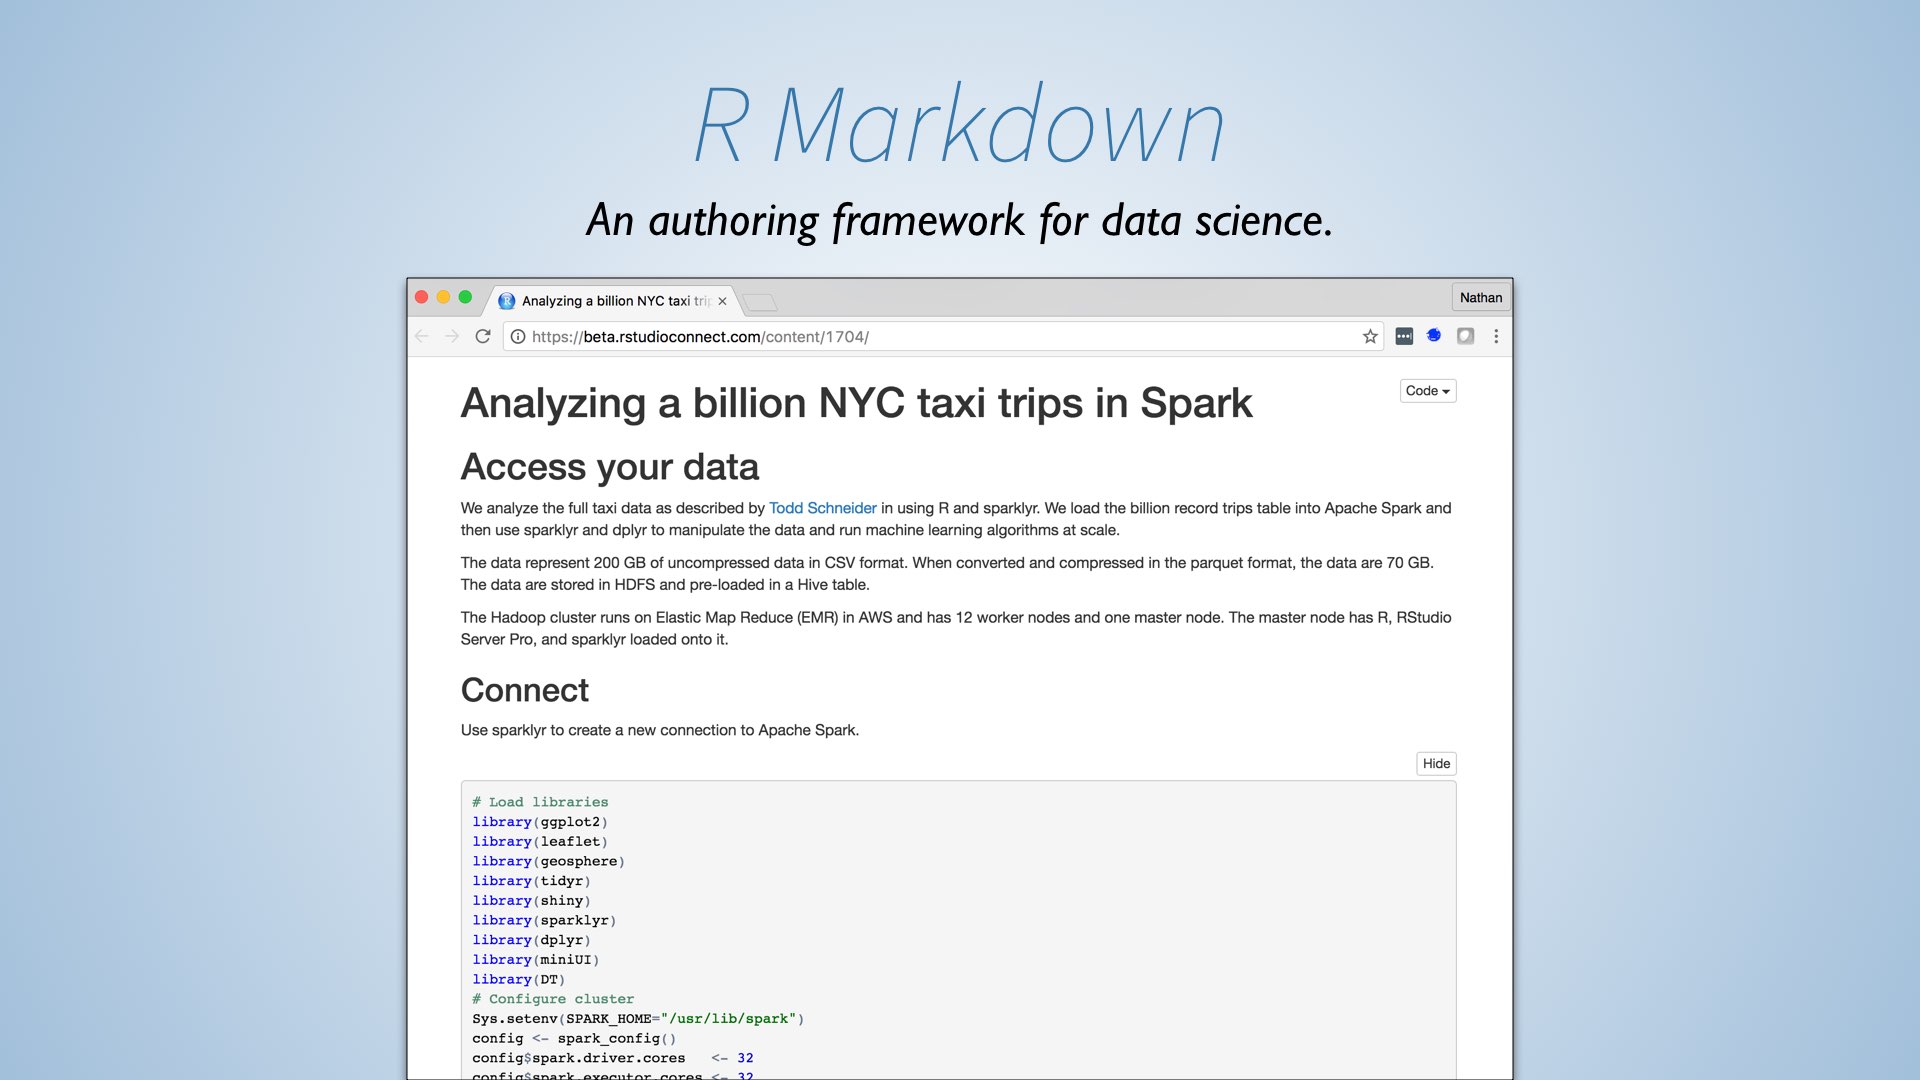 R Markdown
An authoring framework for data science.
Analyzing a billion NYC taxi trip
Nathan
https://beta.rstudioconnect.com/content/1704/
Analyzing a billion NYC taxi trips in Spark
Code
Access your data
We analyze the full taxi data as described by Todd Schneider in using R and sparklyr. We load the billion record trips table into Apache Spark and
then use sparklyr and dplyr to manipulate the data and run machine learning algorithms at scale.
The data represent 200 GB of uncompressed data in CSV format. When converted and compressed in the parquet format, the data are 70 GB.
The data are stored in HDFS and pre-loaded in a Hive table.
The Hadoop cluster runs on Elastic Map Reduce (EMR) in AWS and has 12 worker nodes and one master node. The master node has R, RStudio
Server Pro, and sparklyr loaded onto it.
Connect
Use sparklyr to create a new connection to Apache Spark.
Hide
# Load libraries
library(ggplot2)
library(leaflet)
library(geosphere)
library(tidyr)
library(shiny)
library(sparklyr)
library(dplyr)
library(miniUI)
library(DT)
# Configure cluster
Sys.setenv(SPARK_HOME="/usr/lib/spark")
config <- spark_config()
config$spark.driver.cores   <- 32
config$spark.executor.cores <- 32